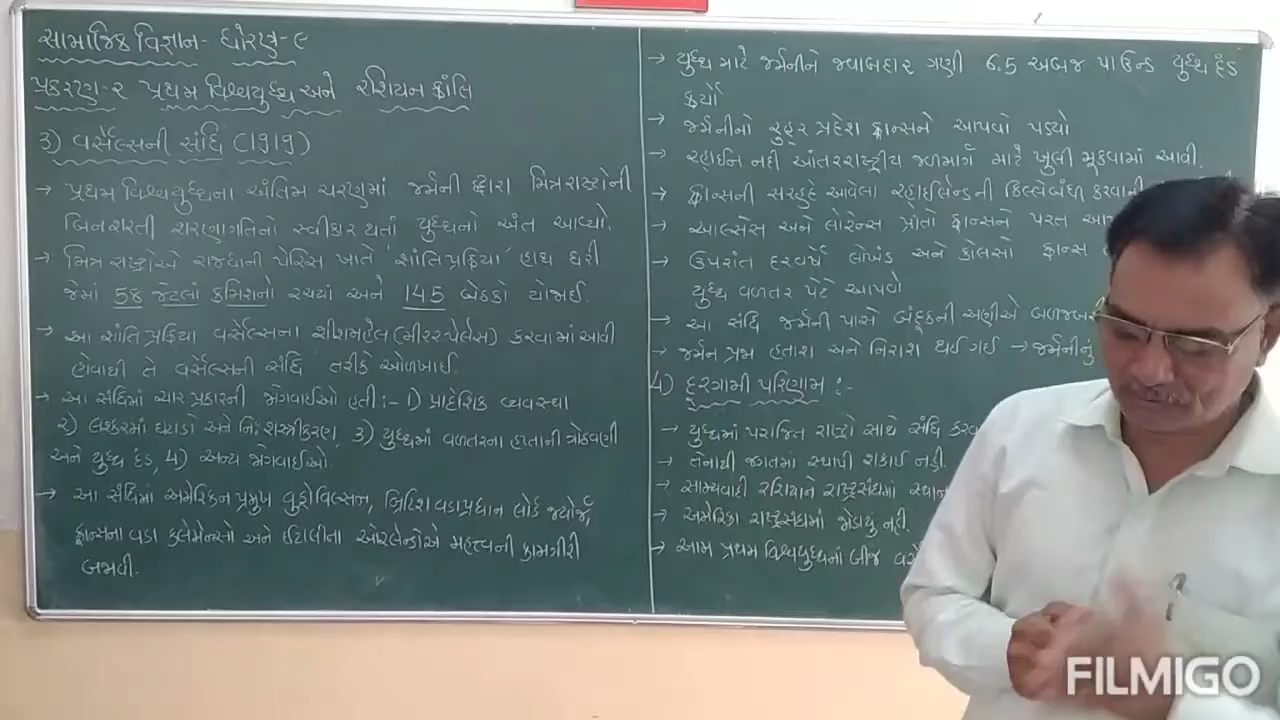 સામાજિક વિજ્ઞાન- ધોરણ-૯
પ્રકરણ-૨ પ્રથમ વિશ્વયુદ્ધ અને રશિયન ક્રાંતિ
3) વર્સેલ્સની સંધિ (1919)
→ પ્રથમ વિશ્વયુધ્ધના અંતિમ ચરણમાં જર્મની દ્વારા મિત્રરાષ્ટ્રોની
બિનશરતી શરણાગતિનો સ્વીકાર થતાં યુદ્ધનો અંત આવ્યો.
→ મિત્ર રાષ્ટ્રોએ રાજધાની પેરિસ ખાતે 'શાંતિ પ્રક્રિયા' હાથ ધરી
જેમાં 58 જેટલાં કમિશનો રચ્યાં અને 145 બેઠકો યોજાઈ.
→ આ શાંતિ પ્રક્રિયા વર્સેલ્સના શીશમહેલ (મીરર-પેલેસ) કરવામાં આવી
હોવાથી તે વર્સેલ્સની સંધિ તરીકે ઓળખાઈ.
→ આ સંધિમાં ચાર પ્રકારની જોગવાઈઓ હતી:- 1) પ્રાદેશિક વ્યવસ્થા
૨) લશ્કરમાં ઘટાડો અને નિઃશસ્ત્રીકરણ, 3) યુદ્ધમાં વળતરના હપ્તાની ગોઠવણી
અને યુદ્ધ દંડ, 4) અન્ય જોગવાઈઓ.
→ આ સંધિમાં અમેરિકન પ્રમુખ વુડ્રોવિલ્સન, બ્રિટિશ વડાપ્રધાન લોર્ડ જ્યોર્જ,
ફ્રાન્સના વડા કલેમેન્સો અને ઈટાલીના ઓરલેન્ડોએ મહત્ત્વની કામગીરી
બજાવી.
→ યુદ્ધ માટે જર્મનીને જવાબદાર ગણી 6.5 અબજ પાઉન્ડ યુદ્ધ દંડ
કર્યો
→ જર્મનીનો રુહર પ્રદેશ ફ્રાન્સને આપવો પડ્યો
→ રહાઈન નદી આંતરરાષ્ટ્રીય જળમાર્ગ માટે ખુલી મૂકવામાં આવી.
→ ફ્રાન્સની સરહદે આવેલા રહાઈલેન્ડની કિલ્લેબંધી કરવાની
→ આલ્સેસ અને લોરેન્સ પ્રાંતો ફ્રાન્સને પરત
→ ઉપરાંત દરવર્ષે લોખંડ અને કોલસો ફ્રાન્સ
યુદ્ધ વળતર પેટે આપવો
→ આ સંધિ જર્મની પાસે બંદૂકની અણીએ
→ જર્મન પ્રજા હતાશ અને નિરાશ થઈ ગઈ → જર્મનીનું
4) દૂરગામી પરિણામ :-
→ યુદ્ધમાં પરાજિત રાષ્ટ્રો સાથે સંધિ
→ તેનાથી જગતમાં સ્થાપી શકાઈ નહી.
→ સામ્યવાદી રશિયાને રાષ્ટ્રસંઘમાં સ્થાન
→ અમેરિકા રાષ્ટ્રસંઘમાં જોડાયું નહી.
→ આમ પ્રથમ વિશ્વયુદ્ધનાં બીજ
FILMIGO